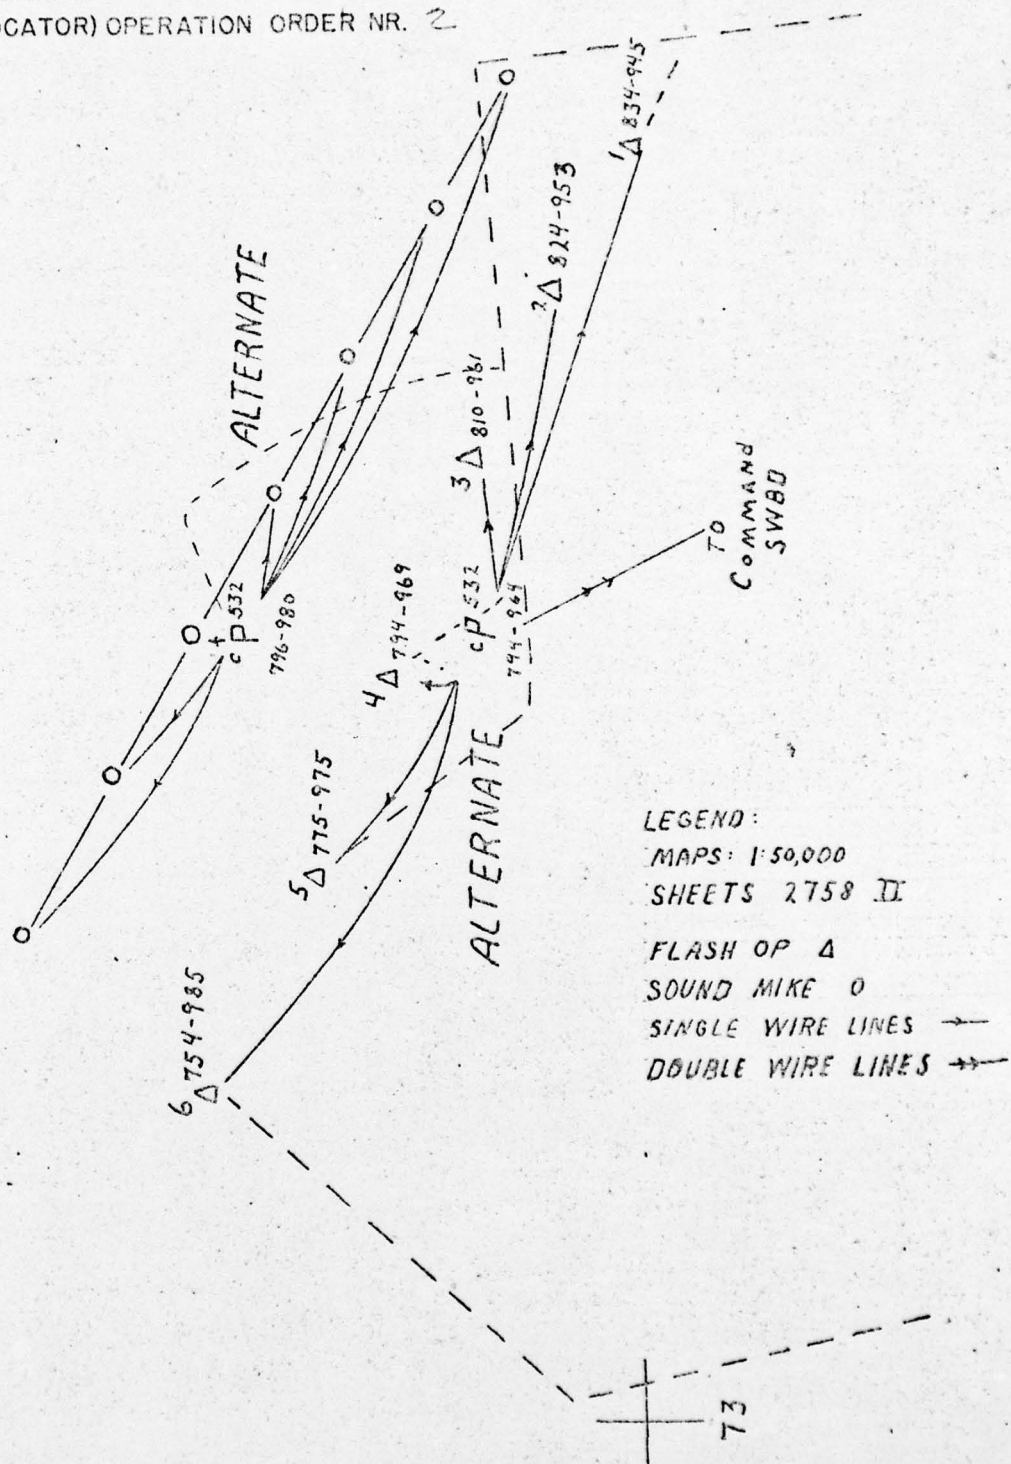 OCATOR) OPERATION ORDER NR. 2
1 834-945
2 824-953
ALTERNATE
3 810-961
COMMAND
TO
SWBD
CP 532
796-980
4 794-969
CP 532
794-964
5 775-975
ALTERNATE
LEGEND:
MAPS: 1:50,000
SHEETS 2758 II
FLASH OP Δ
SOUND MIKE O
SINGLE WIRE LINES
DOUBLE WIRE LINES
6 754-985
73